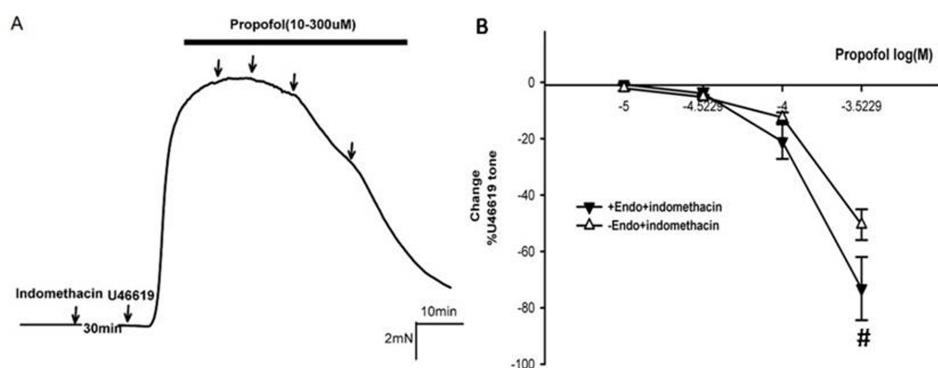 A
Propofol(10-300uM)
Indomethacin U46619
30min
10min
2mN
B
Propofol log(M)
0
-5
-4.5229
-4
-3.5229
-20
-40
-60
-80
-100
Change
%U46619 tone
+Endo+indomethacin
-Endo+indomethacin
#